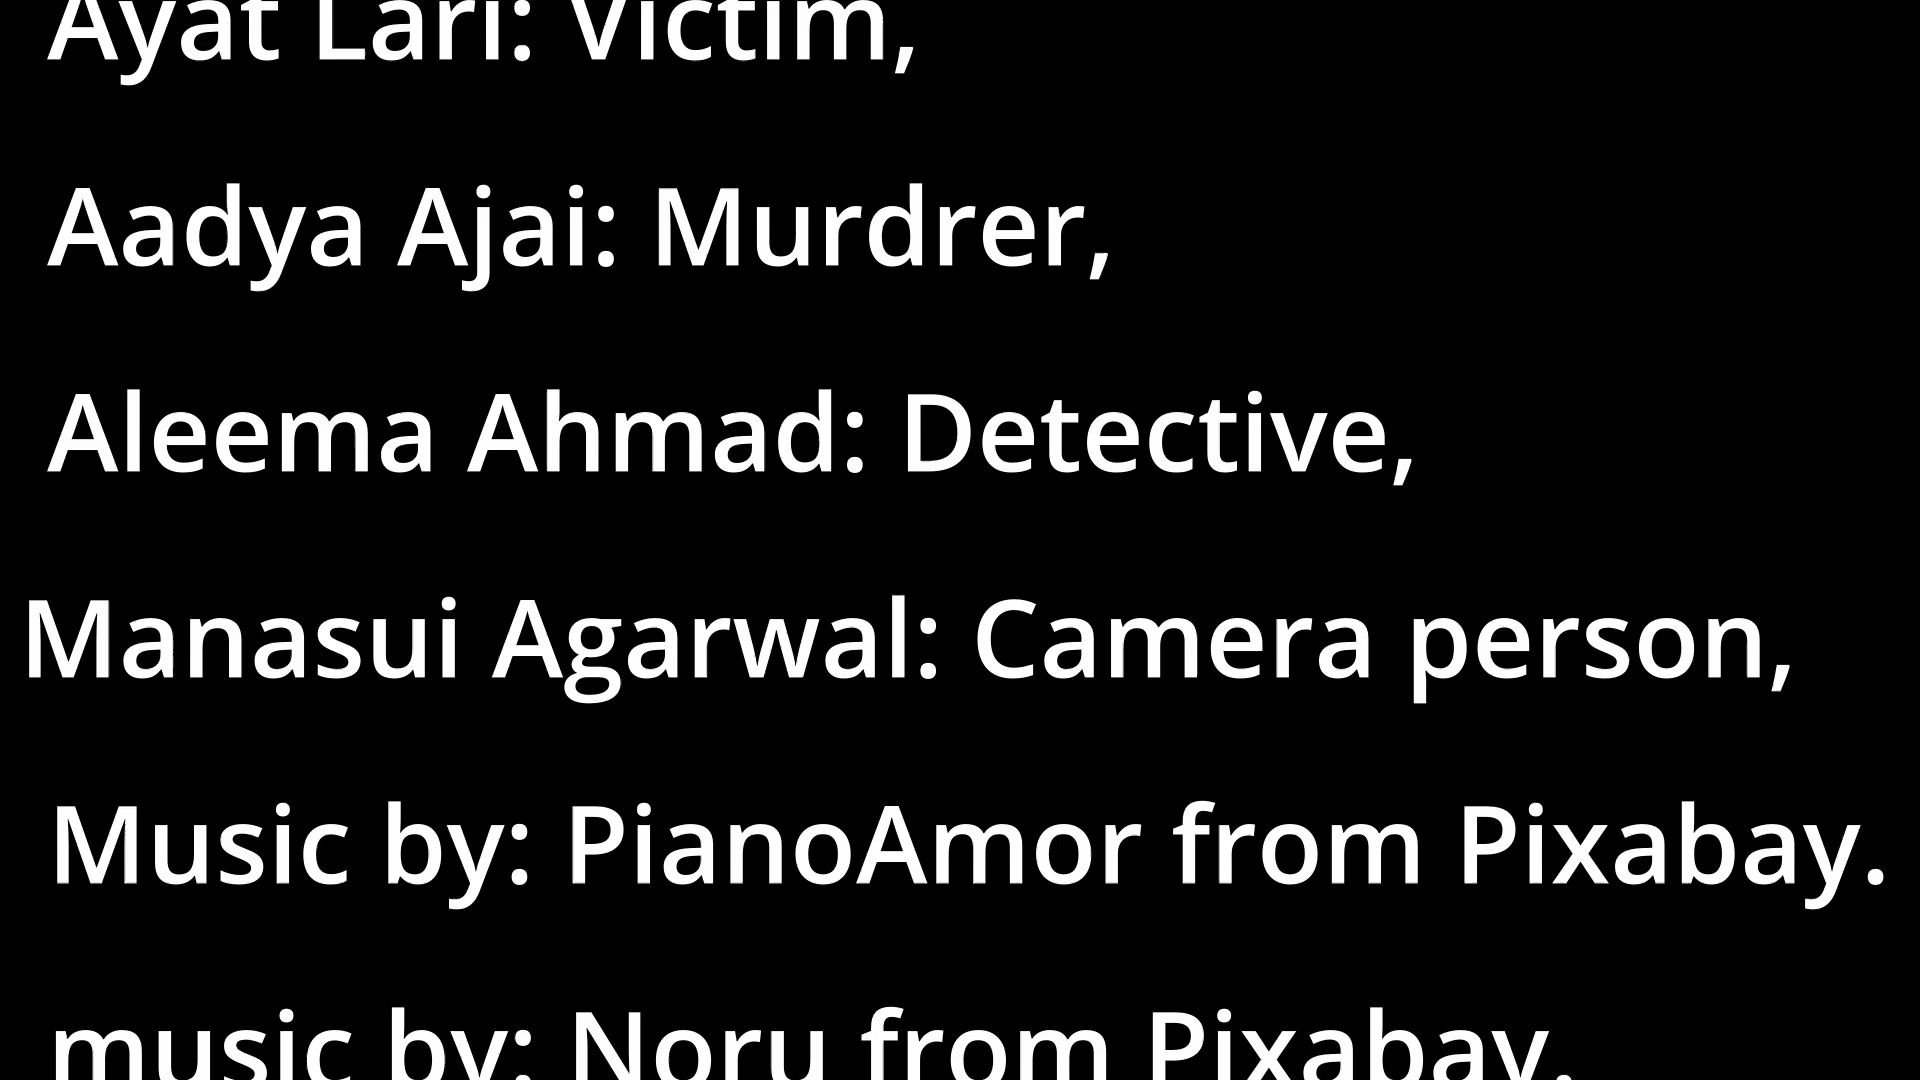 Ayat Lari: Victim,
Aadya Ajai: Murdrer,
Aleema Ahmad: Detective,
Manasui Agarwal: Camera person,
Music by: PianoAmor from Pixabay.
music by: Noru from Pixabay.